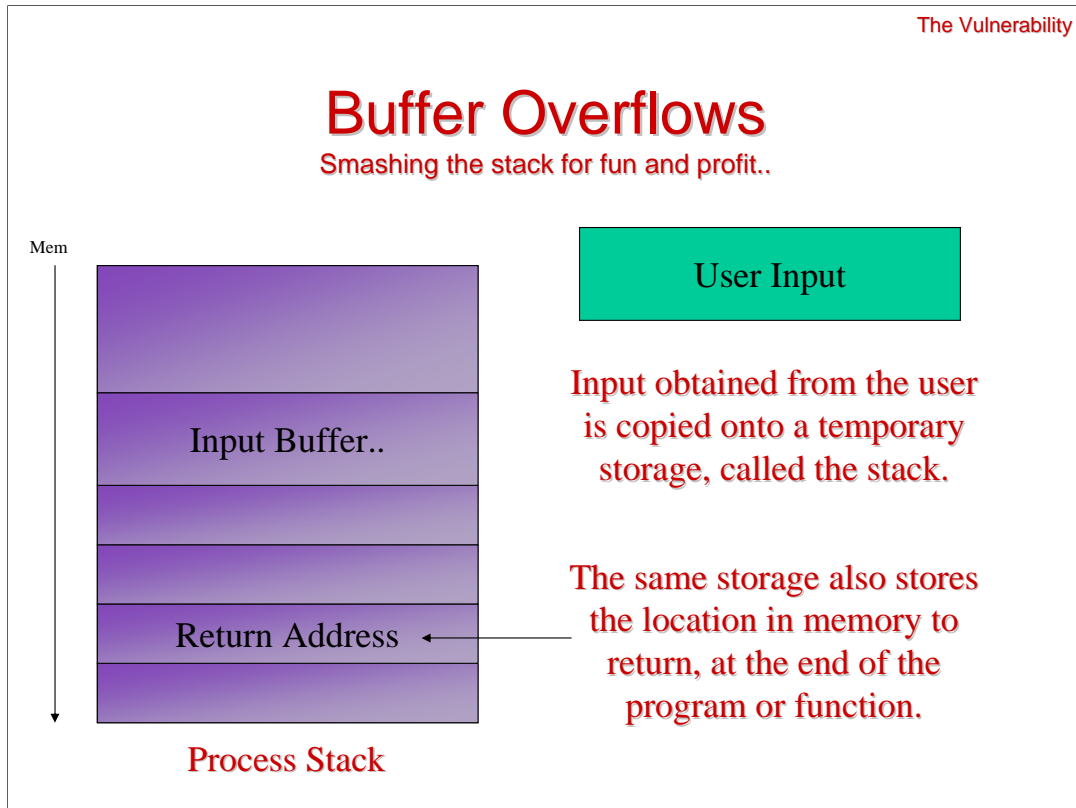 The Vulnerability
Buffer Overflows
Smashing the stack for fun and profit..
Mem
User Input
Input obtained from the user
is copied onto a temporary
storage, called the stack.
Input Buffer..
The same storage also stores
the location in memory to
return, at the end of the
program or function.
Return Address
Process Stack